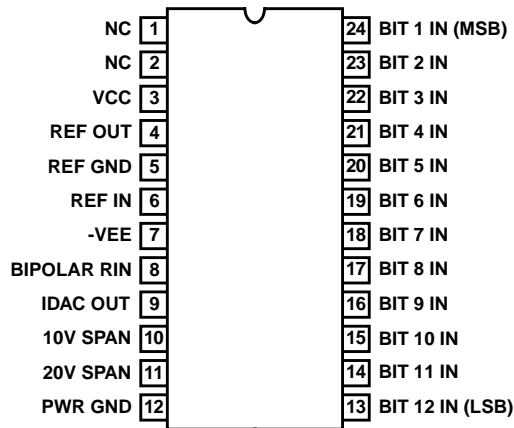 NC 1
NC 2
VCC 3
REF OUT 4
REF GND 5
REF IN 6
-VEE 7
BIPOLAR RIN 8
IDAC OUT 9
10V SPAN 10
20V SPAN 11
PWR GND 12
24 BIT 1 IN (MSB)
23 BIT 2 IN
22 BIT 3 IN
21 BIT 4 IN
20 BIT 5 IN
19 BIT 6 IN
18 BIT 7 IN
17 BIT 8 IN
16 BIT 9 IN
15 BIT 10 IN
14 BIT 11 IN
13 BIT 12 IN (LSB)